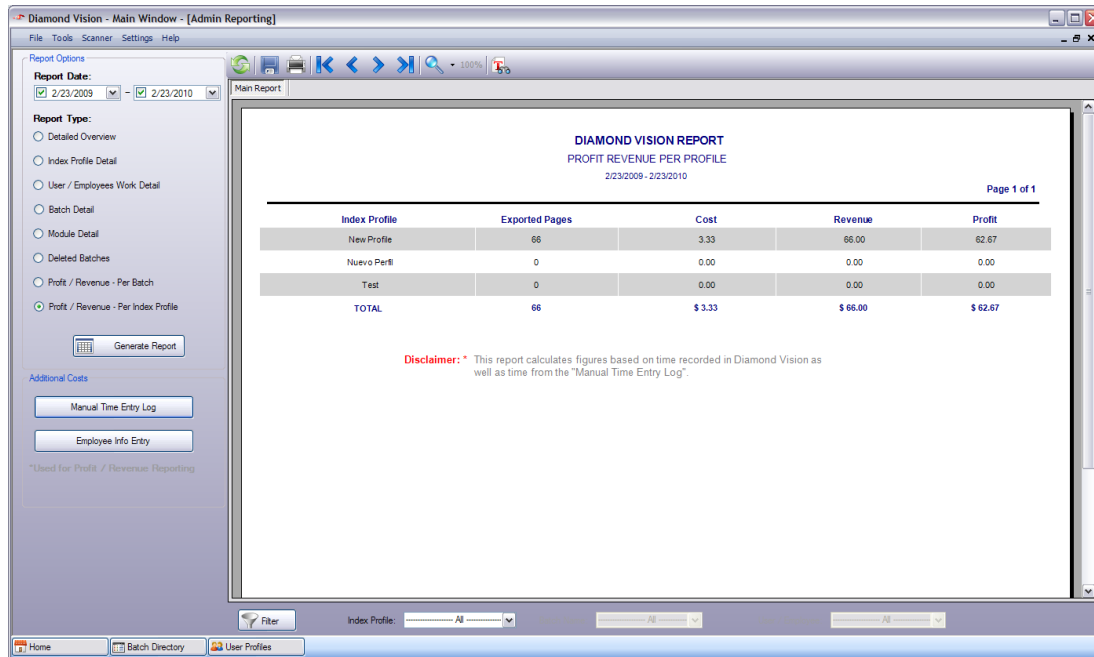 Diamond Vision - Main Window - [Admin Reporting]
File Tools Scanner Settings Help
Report Options
Report Date:
2/23/2009 - 2/23/2010
Report Type:
Detailed Overview
Index Profile Detail
User / Employees Work Detail
Batch Detail
Module Detail
Deleted Batches
Profit / Revenue - Per Batch
Profit / Revenue - Per Index Profile
Generate Report
Additional Costs
Manual Time Entry Log
Employee Info Entry
*Used for Profit / Revenue Reporting
100%
Main Report
DIAMOND VISION REPORT
PROFIT REVENUE PER PROFILE
2/23/2009 - 2/23/2010
Page 1 of 1
Index Profile Exported Pages Cost Revenue Profit
New Profile 66 3.33 66.00 62.67
Nuevo Perfil 0 0.00 0.00 0.00
Test 0 0.00 0.00 0.00
TOTAL 66 $ 3.33 $ 66.00 $ 62.67
Disclaimer: * This report calculates figures based on time recorded in Diamond Vision as
well as time from the "Manual Time Entry Log".
Filter Index Profile: ------------------- All --------------- ------------------- All --------------- ------------------- All ---------------
Home Batch Directory User Profiles